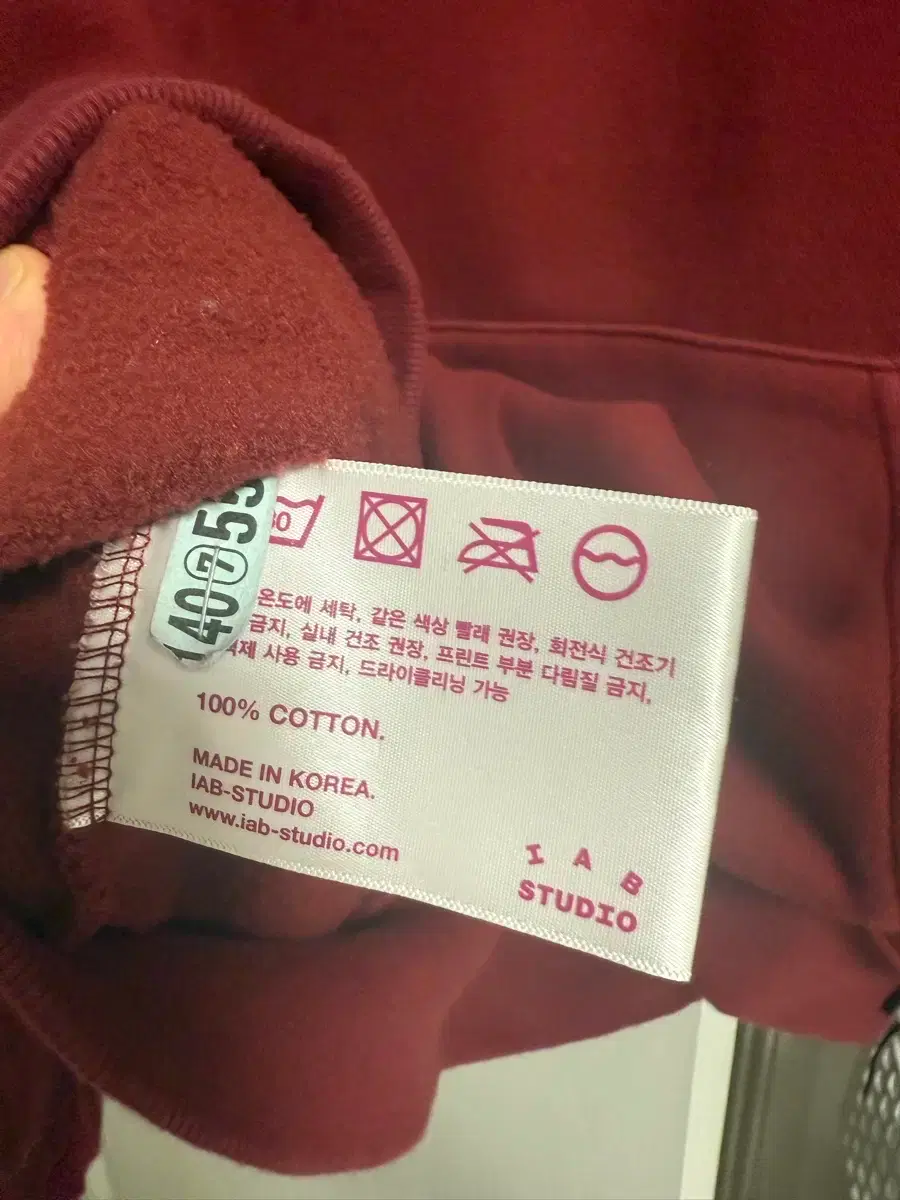 30
온도에 세탁, 같은 색상 빨래 권장, 회전식 건조기
금지, 실내 건조 권장, 프린트 부분 다림질 금지,
사용 금지, 드라이클리닝 가능
100% COTTON.
MADE IN KOREA.
IAB-STUDIO
www.iab-studio.com
I A B
STUDIO